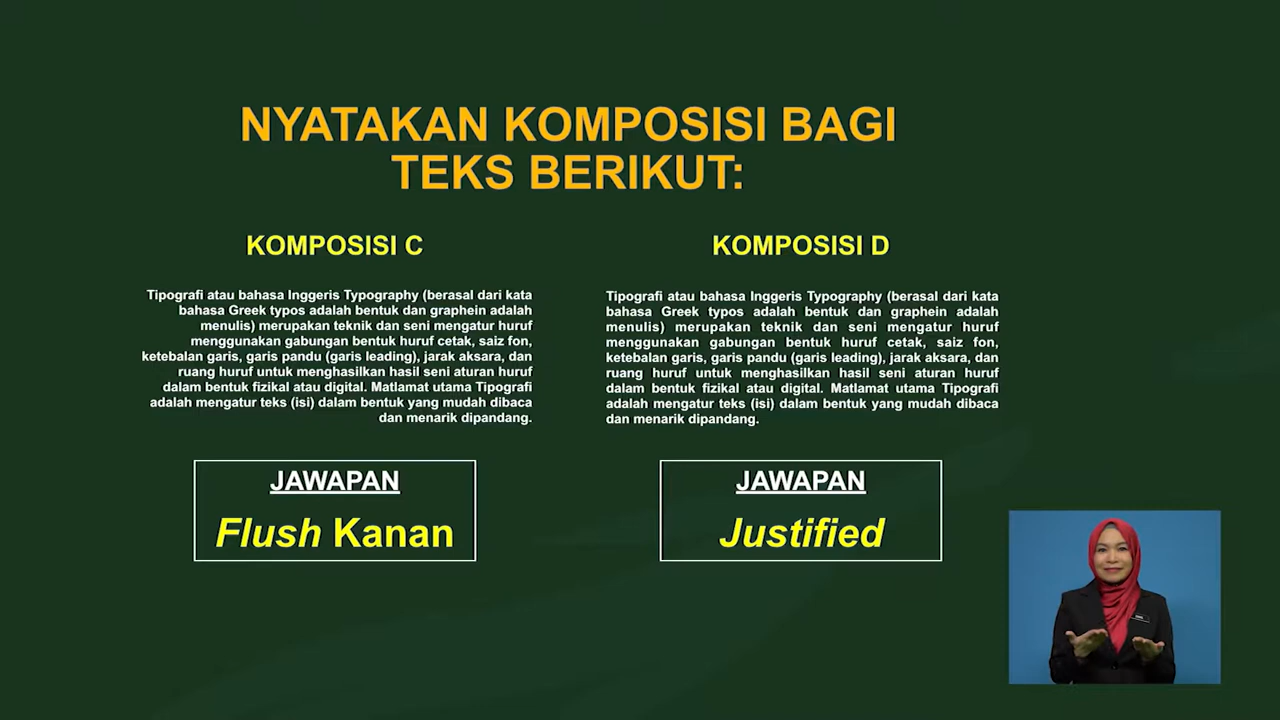 NYATAKAN KOMPOSISI BAGI
TEKS BERIKUT:
KOMPOSISI C
Tipografi atau bahasa Inggeris Typography (berasal dari kata
bahasa Greek typos adalah bentuk dan graphein adalah
menulis) merupakan teknik dan seni mengatur huruf
menggunakan gabungan bentuk huruf cetak, saiz fon,
ketebalan garis, garis pandu (garis leading), jarak aksara, dan
ruang huruf untuk menghasilkan hasil seni aturan huruf
dalam bentuk fizikal atau digital. Matlamat utama Tipografi
adalah mengatur teks (isi) dalam bentuk yang mudah dibaca
dan menarik dipandang.
JAWAPAN
Flush Kanan
KOMPOSISI D
Tipografi atau bahasa Inggeris Typography (berasal dari kata
bahasa Greek typos adalah bentuk dan graphein adalah
menulis) merupakan teknik dan seni mengatur huruf
menggunakan gabungan bentuk huruf cetak, saiz fon,
ketebalan garis, garis pandu (garis leading), jarak aksara, dan
ruang huruf untuk menghasilkan hasil seni aturan huruf
dalam bentuk fizikal atau digital. Matlamat utama Tipografi
adalah mengatur teks (isi) dalam bentuk yang mudah dibaca
dan menarik dipandang.
JAWAPAN
Justified